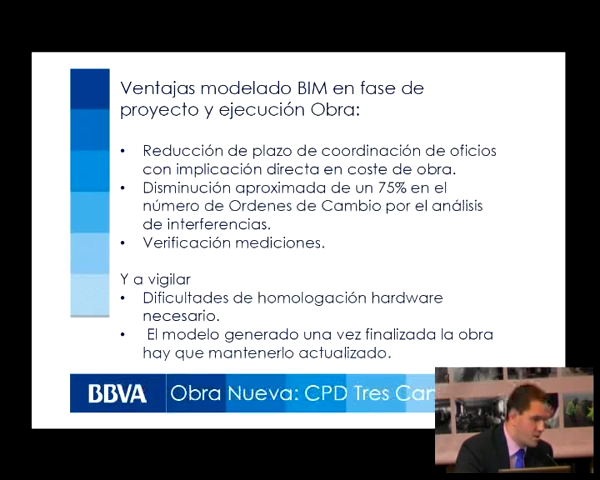 Ventajas modelado BIM en fase de
proyecto y ejecución Obra:
• Reducción de plazo de coordinación de oficios
con implicación directa en coste de obra.
• Disminución aproximada de un 75% en el
número de Ordenes de Cambio por el análisis
de interferencias.
• Verificación mediciones.
Y a vigilar
• Dificultades de homologación hardware
necesario.
• El modelo generado una vez finalizada la obra
hay que mantenerlo actualizado.
BBVA Obra Nueva: CPD Tres Can